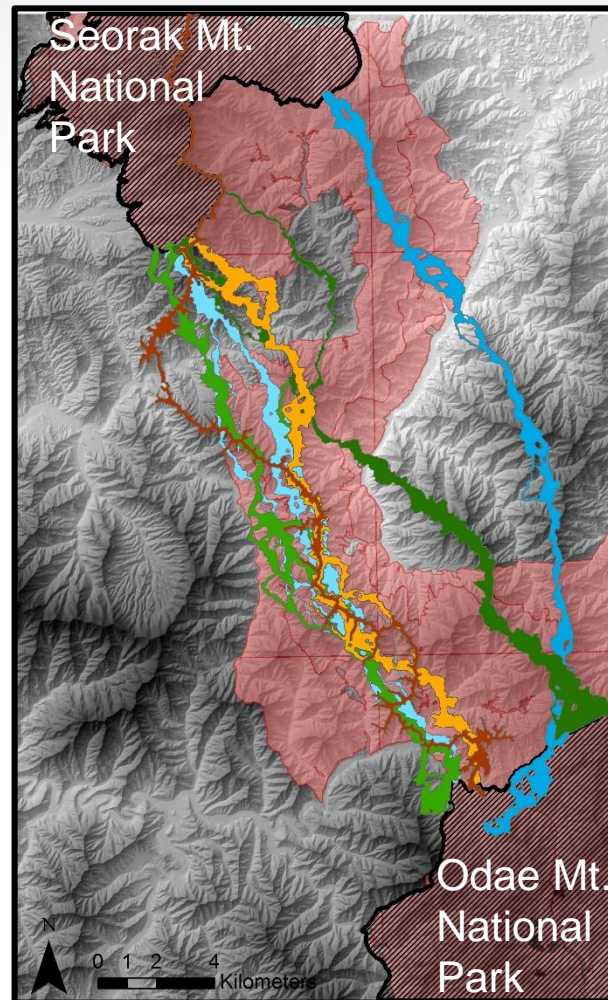 Seorak Mt.
National
Park
Odae Mt.
National
Park
N
0 1 2 4
Kilometers